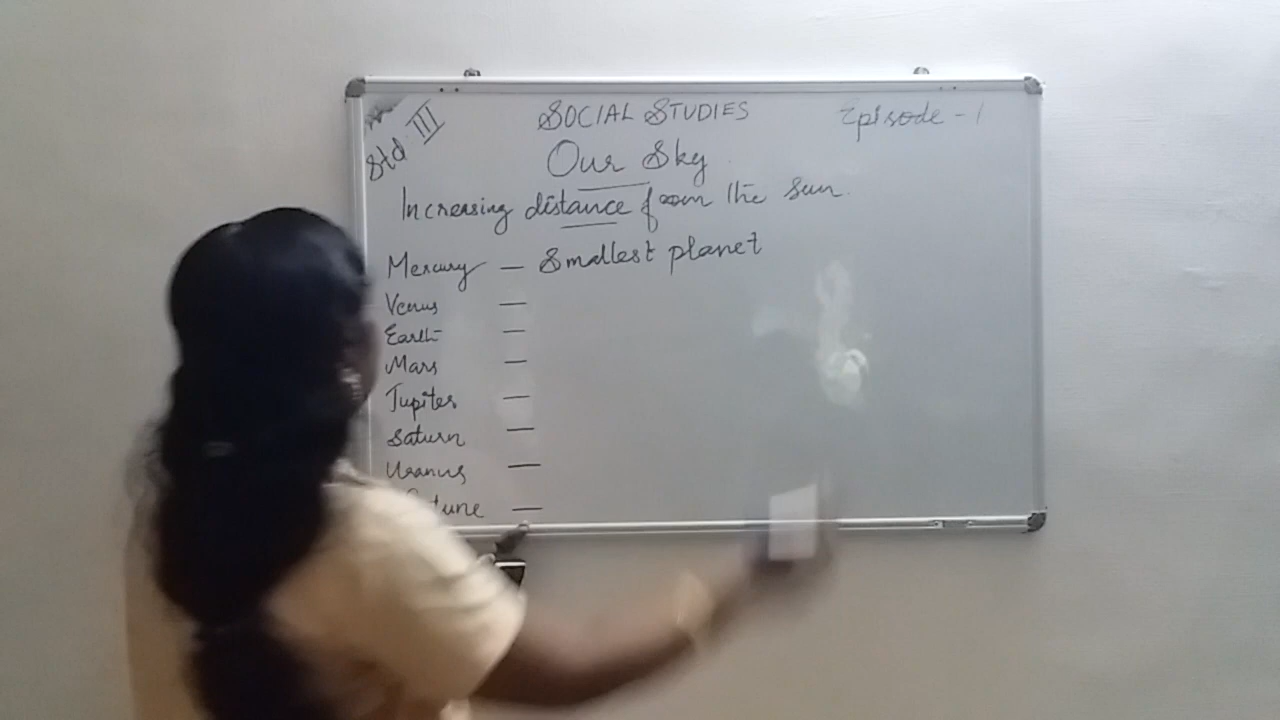 Std III
SOCIAL STUDIES
Episode - 1
Our Sky
Increasing distance from the Sun.
Mercury — Smallest planet
Venus —
Earth —
Mars —
Jupiter —
Saturn —
Uranus —
tune —